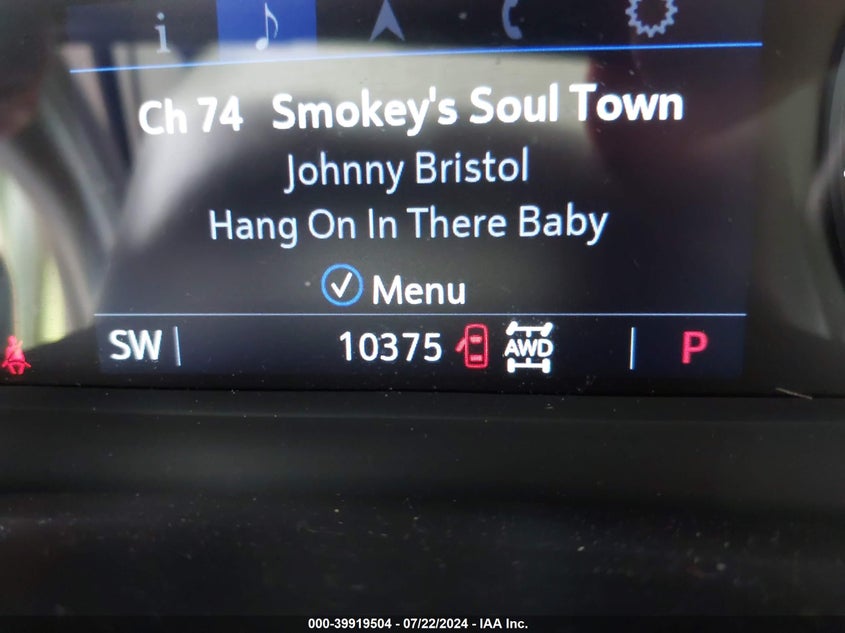 i
Ch 74 Smokey's Soul Town
Johnny Bristol
Hang On In There Baby
Menu
SW 10375 AWD P
000-39919504 - 07/22/2024 - IAA Inc.